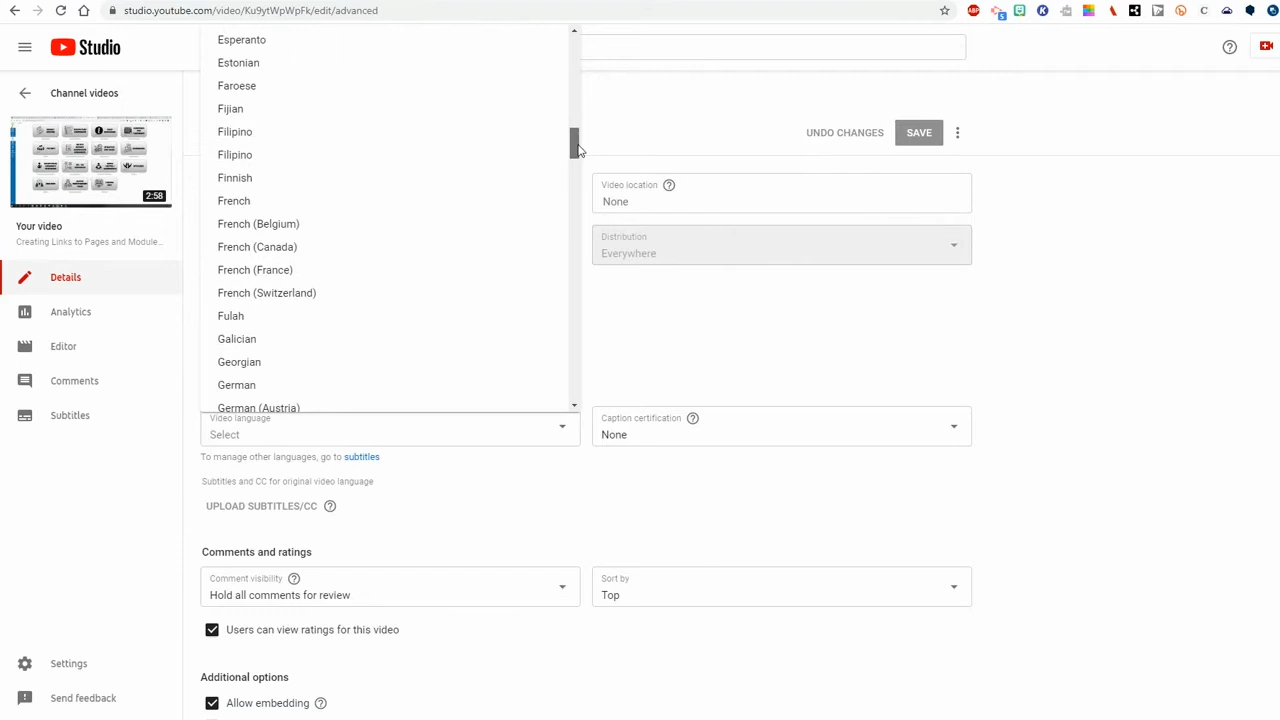 studio.youtube.com/video/Ku9ytWpWpFk/edit/advanced
Studio
Channel videos
2:58
Your video
Creating Links to Pages and Module...
Details
Analytics
Editor
Comments
Subtitles
Settings
Send feedback
Esperanto
Estonian
Faroese
Fijian
Filipino
Filipino
Finnish
French
French (Belgium)
French (Canada)
French (France)
French (Switzerland)
Fulah
Galician
Georgian
German
German (Austria)
UNDO CHANGES
SAVE
Video location
None
Distribution
Everywhere
Video language
Select
Caption certification
None
To manage other languages, go to subtitles
Subtitles and CC for original video language
UPLOAD SUBTITLES/CC
Comments and ratings
Comment visibility
Hold all comments for review
Sort by
Top
Users can view ratings for this video
Additional options
Allow embedding